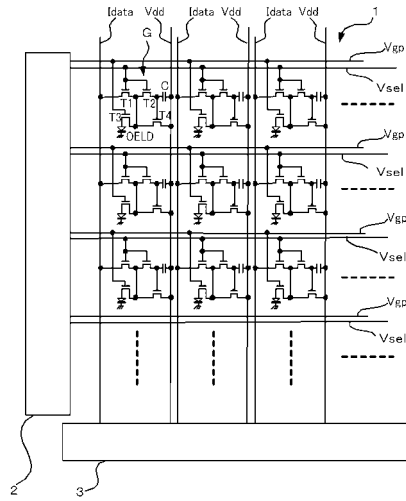 Idata Vdd Idata Vdd Idata Vdd 1
G
Vgp
Vsel
C
T1 T2
T3 T4
OELD
Vgp
Vsel
Vgp
Vsel
Vgp
Vsel
2
3